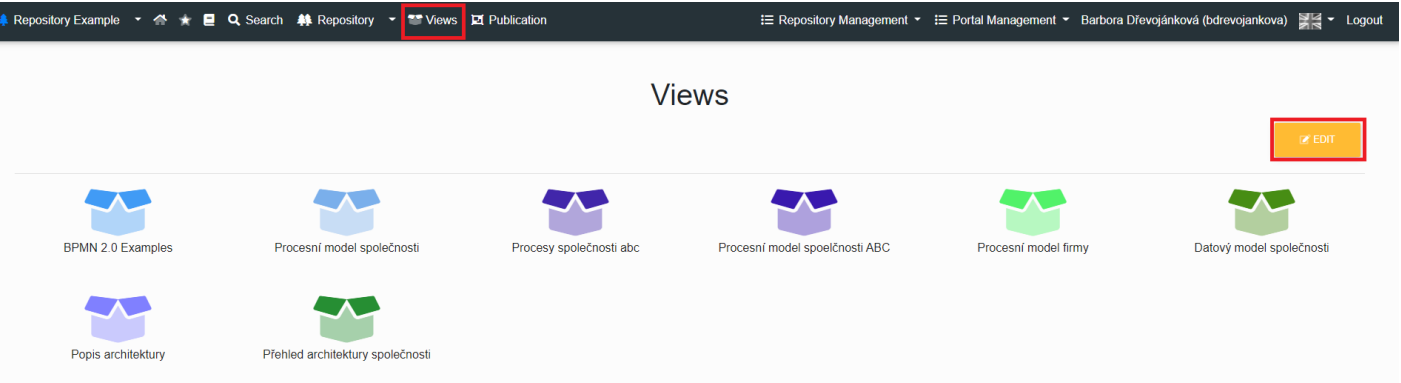 Repository Example Search Repository Views Publication Repository Management Portal Management Barbora Dřevojánková (bdrevojankova) Logout
Views
EDIT
BPMN 2.0 Examples Procesní model společnosti Procesy společnosti abc Procesní model spoelčnosti ABC Procesní model firmy Datový model společnosti
Popis architektury Přehled architektury společnosti